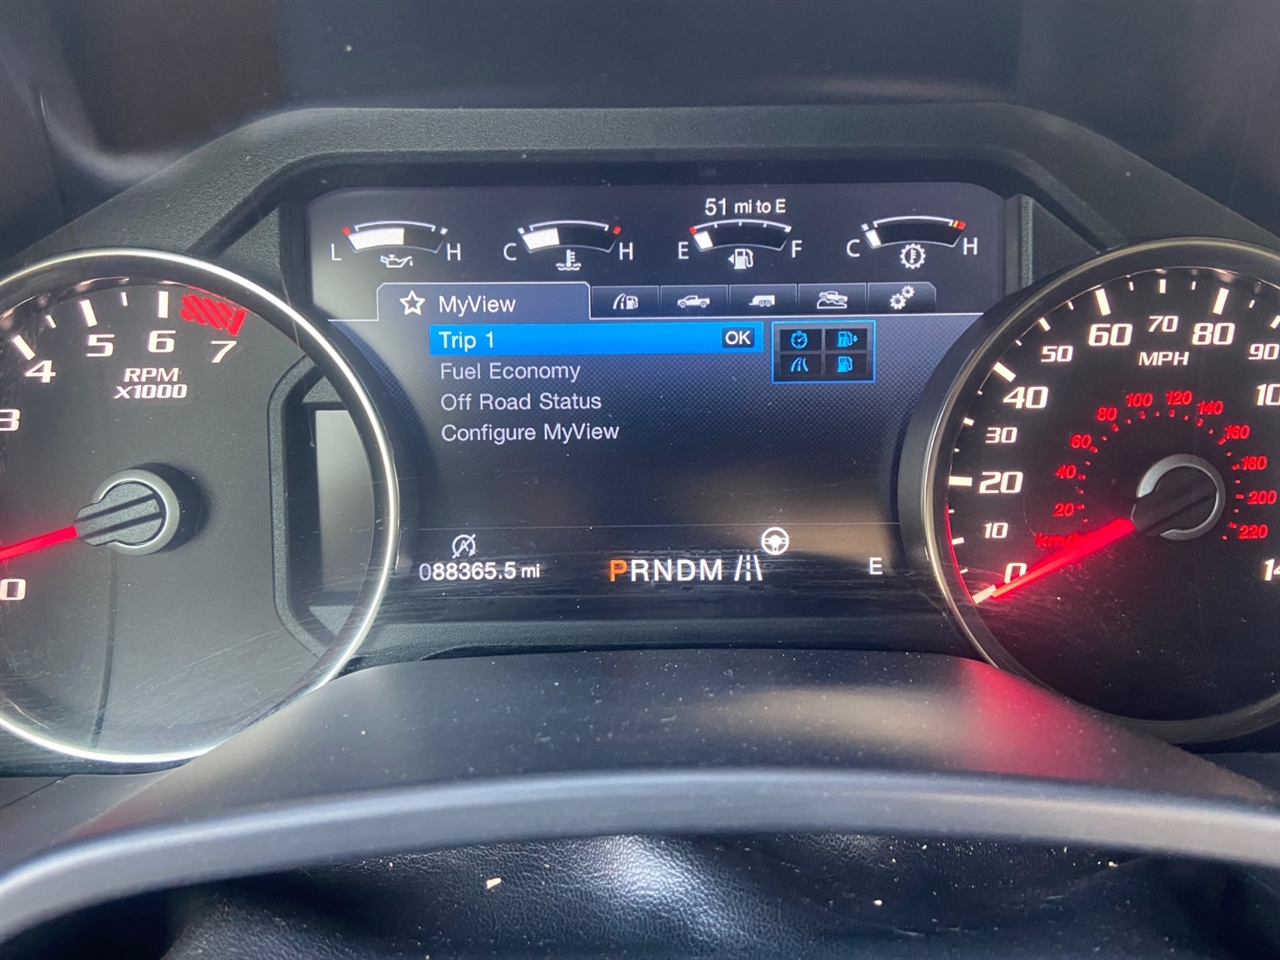 51 mi to E
L H
C H
E F
C H
MyView
Trip 1 OK
Fuel Economy
Off Road Status
Configure MyView
088365.5 mi
PRNDM
E
0
3
4
5
6
7
RPM
X1000
0
10
20
30
40
50
60
70
80
90
MPH
20
40
60
80
100
120
140
160
180
200
220
km/h